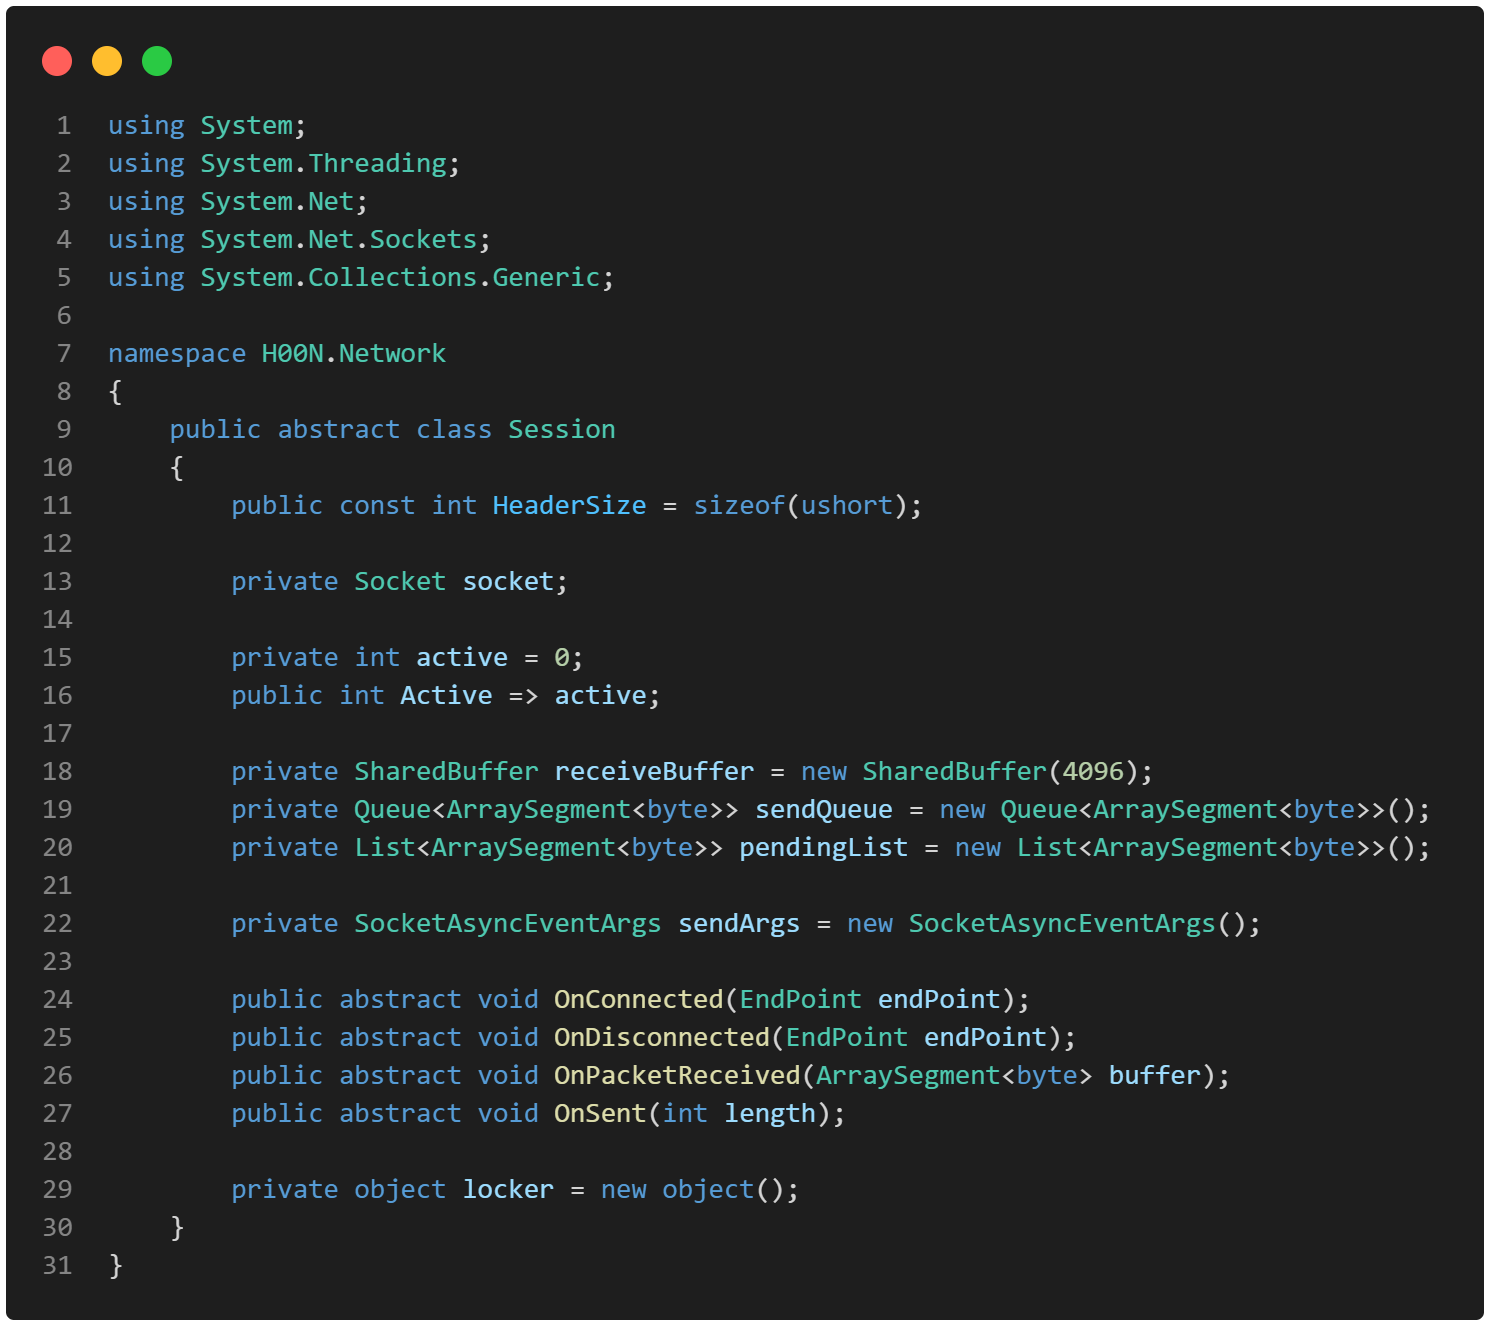 1 using System;
2 using System.Threading;
3 using System.Net;
4 using System.Net.Sockets;
5 using System.Collections.Generic;
6
7 namespace H00N.Network
8 {
9     public abstract class Session
10     {
11         public const int HeaderSize = sizeof(ushort);
12
13         private Socket socket;
14
15         private int active = 0;
16         public int Active => active;
17
18         private SharedBuffer receiveBuffer = new SharedBuffer(4096);
19         private Queue<ArraySegment<byte>> sendQueue = new Queue<ArraySegment<byte>>();
20         private List<ArraySegment<byte>> pendingList = new List<ArraySegment<byte>>();
21
22         private SocketAsyncEventArgs sendArgs = new SocketAsyncEventArgs();
23
24         public abstract void OnConnected(EndPoint endPoint);
25         public abstract void OnDisconnected(EndPoint endPoint);
26         public abstract void OnPacketReceived(ArraySegment<byte> buffer);
27         public abstract void OnSent(int length);
28
29         private object locker = new object();
30     }
31 }